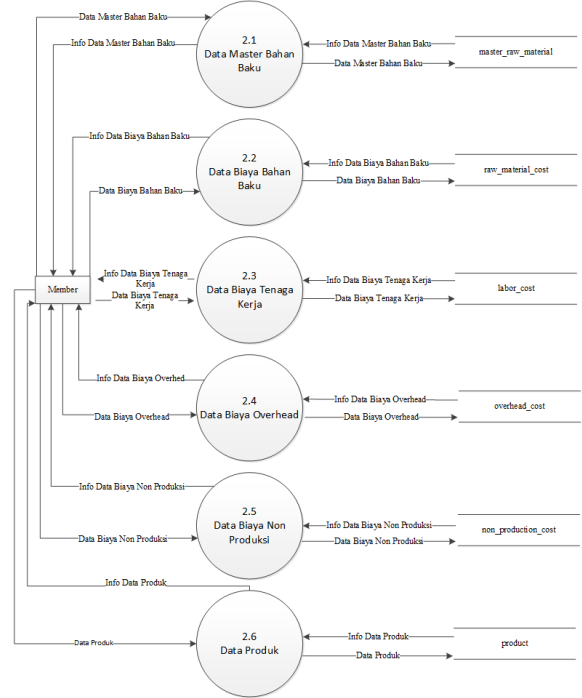 Data Master Bahan Baku
Info Data Master Bahan Baku
2.1
Data Master Bahan
Baku
Info Data Master Bahan Baku
Data Master Bahan Baku
master_raw_material
Info Data Biaya Bahan Baku
Data Biaya Bahan Baku
2.2
Data Biaya Bahan
Baku
Info Data Biaya Bahan Baku
Data Biaya Bahan Baku
raw_material_cost
Member
Info Data Biaya Tenaga
Kerja
Data Biaya Tenaga
Kerja
2.3
Data Biaya Tenaga
Kerja
Info Data Biaya Tenaga Kerja
Data Biaya Tenaga Kerja
labor_cost
Info Data Biaya Overhed
Data Biaya Overhead
2.4
Data Biaya Overhead
Info Data Biaya Overhead
Data Biaya Overhead
overhead_cost
Info Data Biaya Non Produksi
Data Biaya Non Produksi
2.5
Data Biaya Non
Produksi
Info Data Biaya Non Produksi
Data Biaya Non Produksi
non_production_cost
Info Data Produk
Data Produk
2.6
Data Produk
Info Data Produk
Data Produk
product